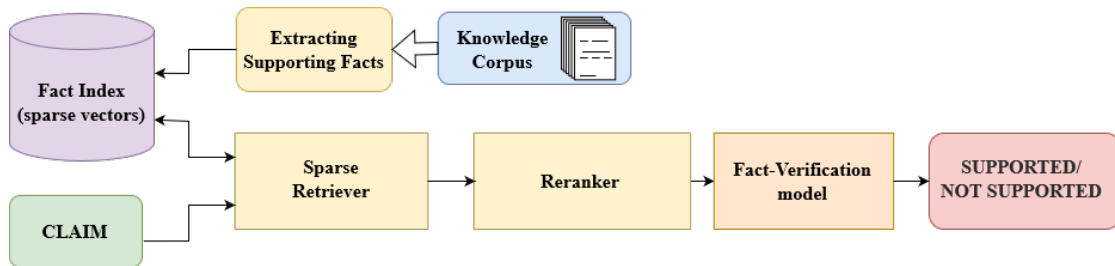 Extracting
Supporting Facts
Knowledge
Corpus
Fact Index
(sparse vectors)
Sparse
Retriever
Reranker
Fact-Verification
model
SUPPORTED/
NOT SUPPORTED
CLAIM